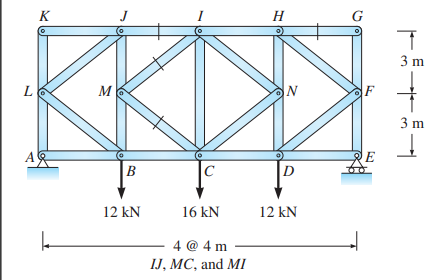 K J I H G
3 m
L M N F
3 m
A B C D E
12 kN 16 kN 12 kN
4 @ 4 m
IJ, MC, and MI